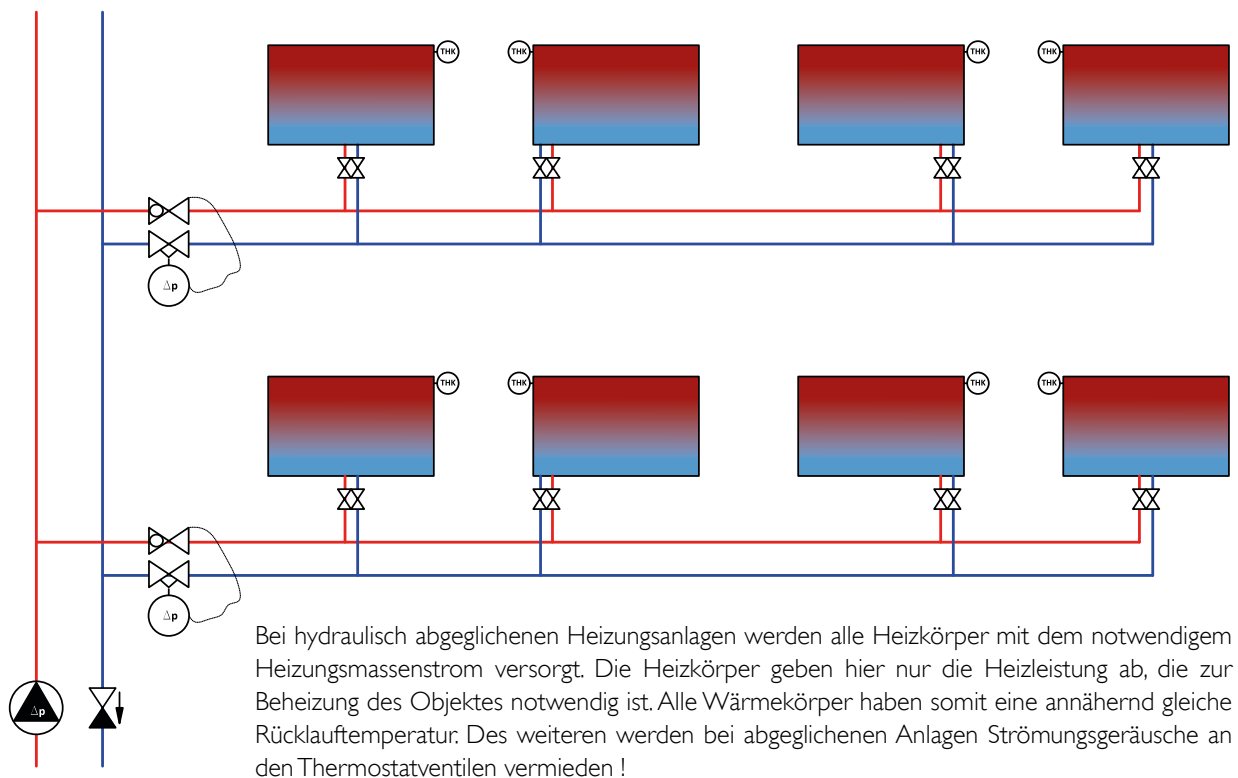 THK THK THK THK
Δp
THK THK THK THK
Δp
Bei hydraulisch abgeglichenen Heizungsanlagen werden alle Heizkörper mit dem notwendigem
Heizungsmassenstrom versorgt. Die Heizkörper geben hier nur die Heizleistung ab, die zur
Beheizung des Objektes notwendig ist. Alle Wärmekörper haben somit eine annähernd gleiche
Rücklauftemperatur. Des weiteren werden bei abgeglichenen Anlagen Strömungsgeräusche an
den Thermostatventilen vermieden !
Δp